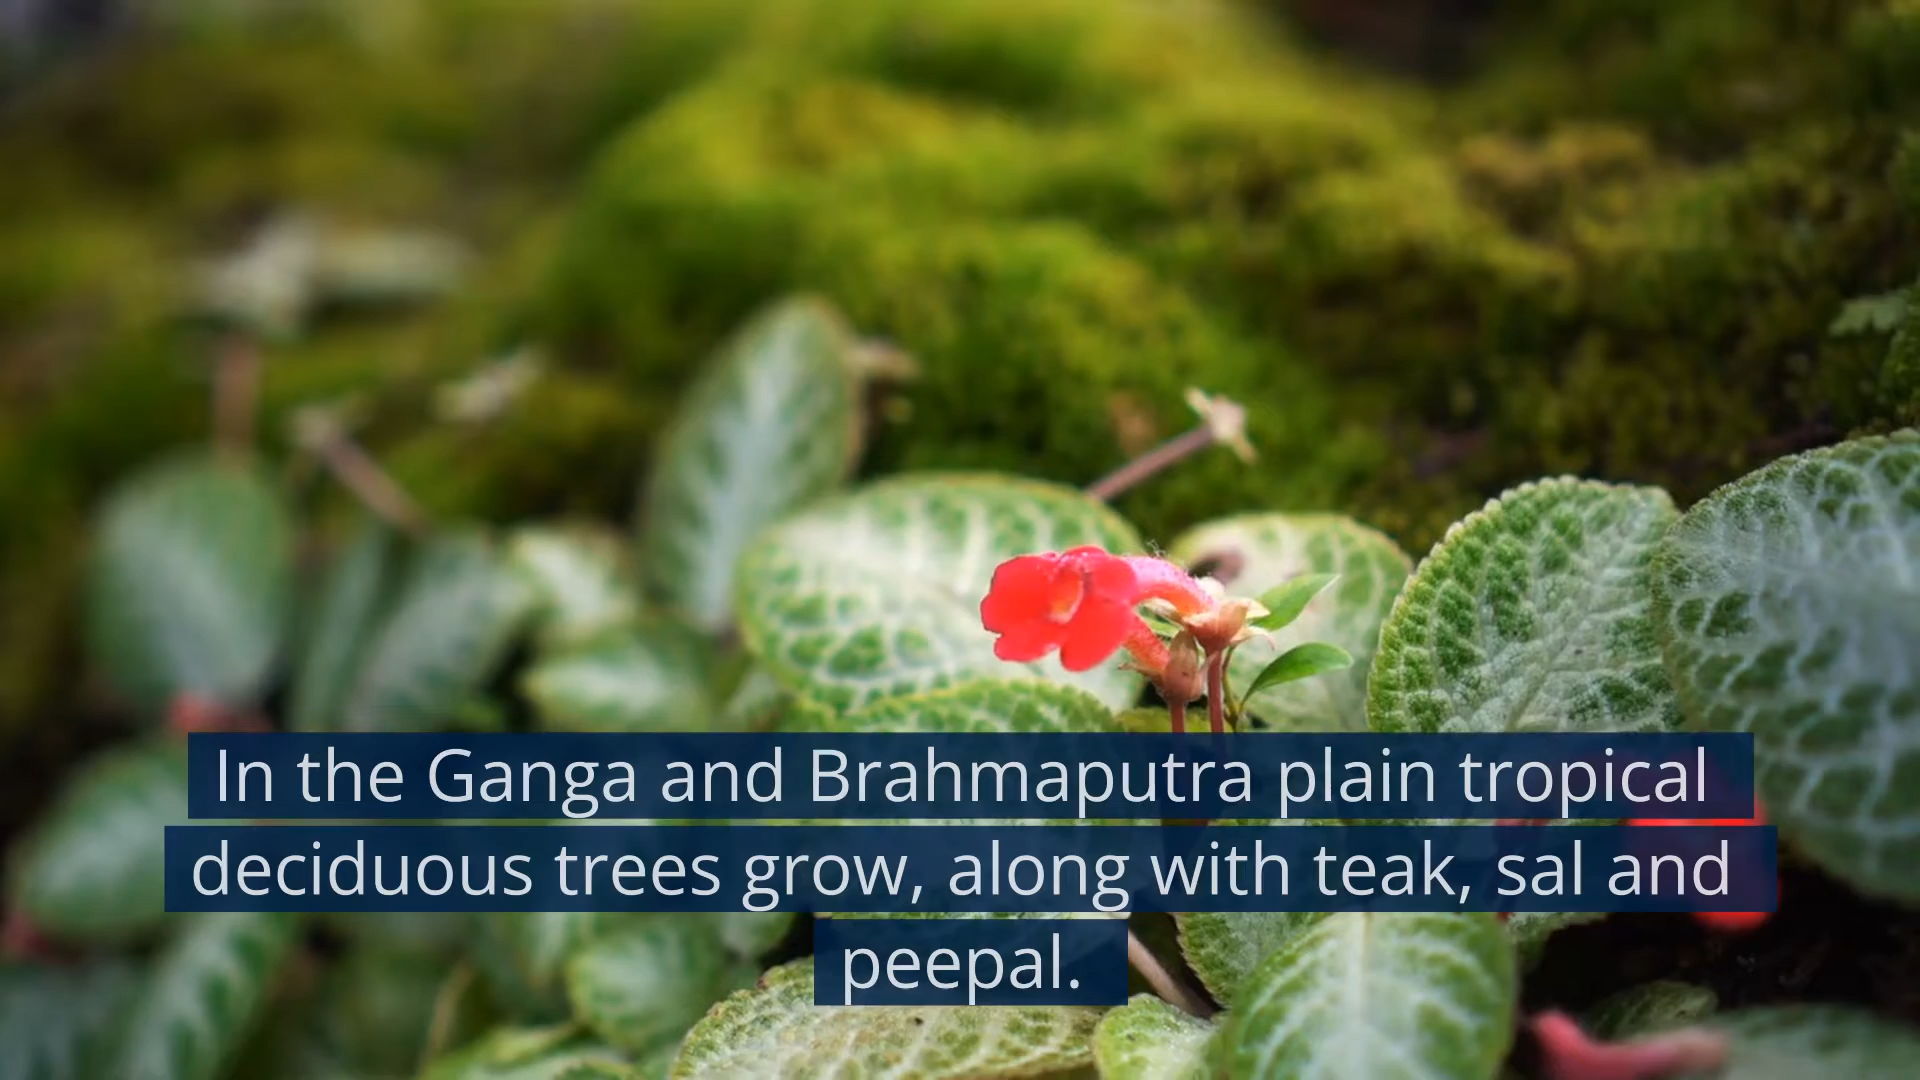 In the Ganga and Brahmaputra plain tropical
deciduous trees grow, along with teak, sal and
peepal.